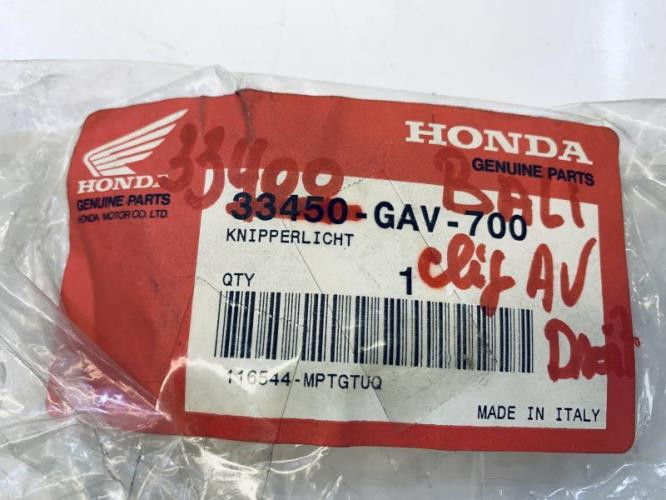 HONDA
GENUINE PARTS
HONDA
GENUINE PARTS
HONDA MOTOR CO. LTD.
33400
BALI
33450-GAV-700
KNIPPERLICHT
clig AV
Droit
QTY 1
116544-MPTGTUQ
MADE IN ITALY